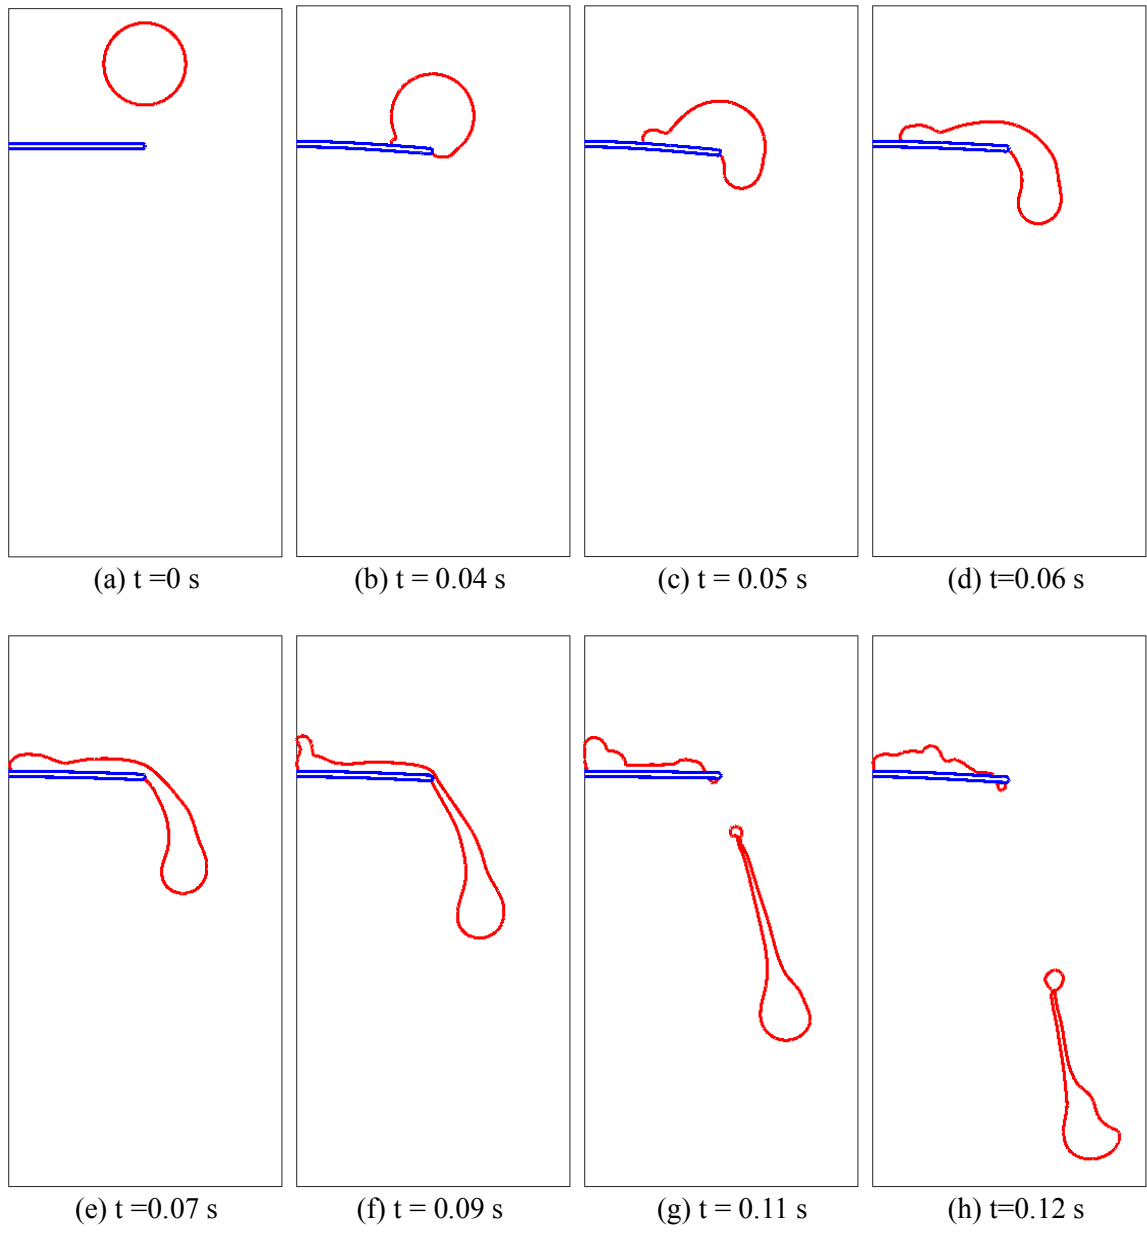 (a) t =0 s
(b) t = 0.04 s
(c) t = 0.05 s
(d) t=0.06 s
(e) t =0.07 s
(f) t = 0.09 s
(g) t = 0.11 s
(h) t=0.12 s